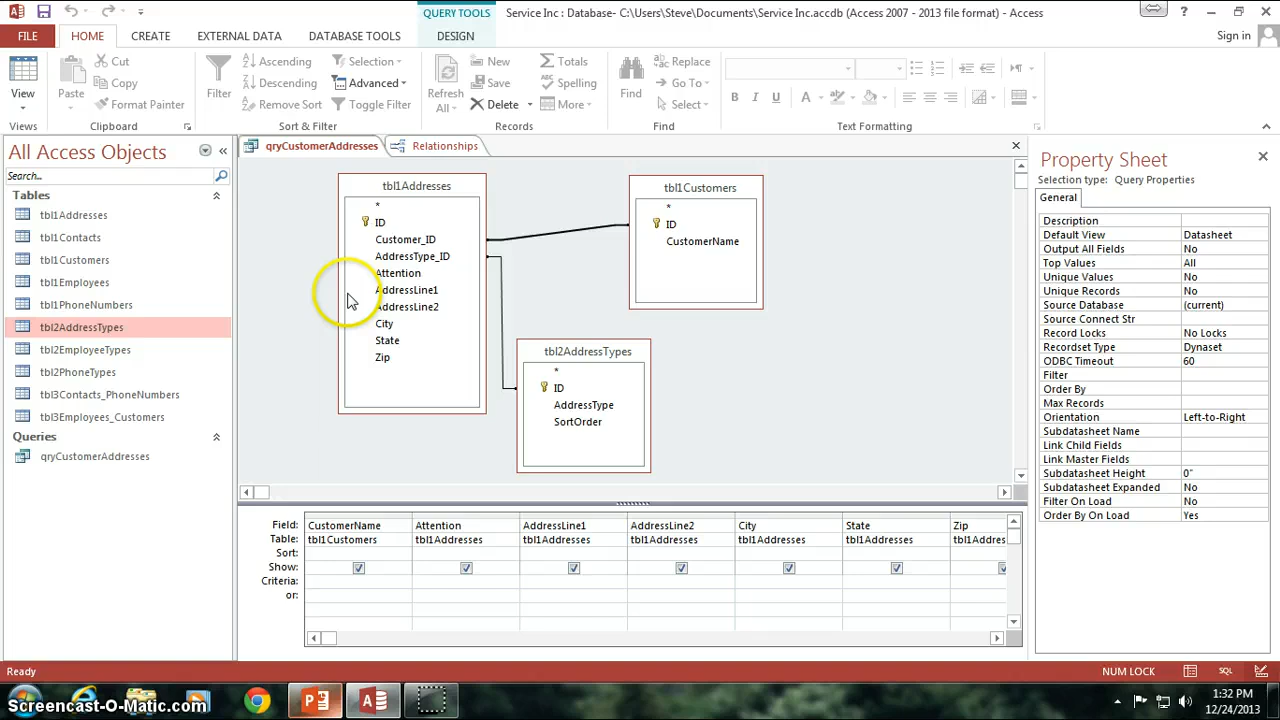 QUERY TOOLS
Service Inc : Database- C:\Users\Steve\Documents\Service Inc.accdb (Access 2007 - 2013 file format) - Access
FILE HOME CREATE EXTERNAL DATA DATABASE TOOLS DESIGN Sign in
View
Views
Paste
Cut
Copy
Format Painter
Clipboard
Filter
Ascending
Descending
Remove Sort
Selection
Advanced
Toggle Filter
Sort & Filter
Refresh All
New
Save
Delete
Totals
Spelling
More
Records
Find
Replace
Go To
Select
Find
B I U A
Text Formatting
All Access Objects
Search...
Tables
tbl1Addresses
tbl1Contacts
tbl1Customers
tbl1Employees
tbl1PhoneNumbers
tbl2AddressTypes
tbl2EmployeeTypes
tbl2PhoneTypes
tbl3Contacts_PhoneNumbers
tbl3Employees_Customers
Queries
qryCustomerAddresses
qryCustomerAddresses Relationships
tbl1Addresses
*
ID
Customer_ID
AddressType_ID
Attention
AddressLine1
AddressLine2
City
State
Zip
tbl1Customers
*
ID
CustomerName
tbl2AddressTypes
*
ID
AddressType
SortOrder
Field: CustomerName Attention AddressLine1 AddressLine2 City State Zip
Table: tbl1Customers tbl1Addresses tbl1Addresses tbl1Addresses tbl1Addresses tbl1Addresses tbl1Addres
Sort:
Show:
Criteria:
or:
Property Sheet
Selection type: Query Properties
General
Description
Default View Datasheet
Output All Fields No
Top Values All
Unique Values No
Unique Records No
Source Database (current)
Source Connect Str
Record Locks No Locks
Recordset Type Dynaset
ODBC Timeout 60
Filter
Order By
Max Records
Orientation Left-to-Right
Subdatasheet Name
Link Child Fields
Link Master Fields
Subdatasheet Height 0"
Subdatasheet Expanded No
Filter On Load No
Order By On Load Yes
Ready NUM LOCK SQL
Screencast-O-Matic.com
1:32 PM
12/24/2013